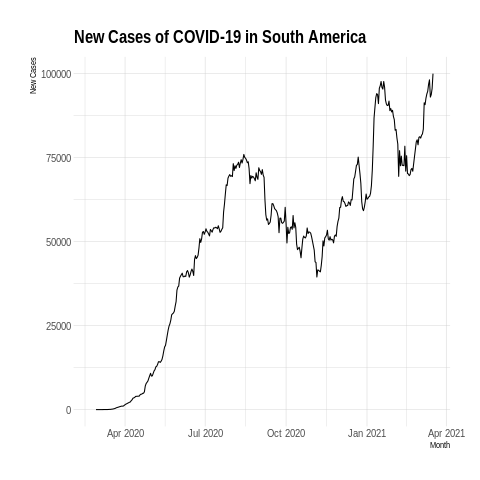 New Cases of COVID-19 in South America
New Cases
100000
75000
50000
25000
0
Apr 2020 Jul 2020 Oct 2020 Jan 2021 Apr 2021
Month